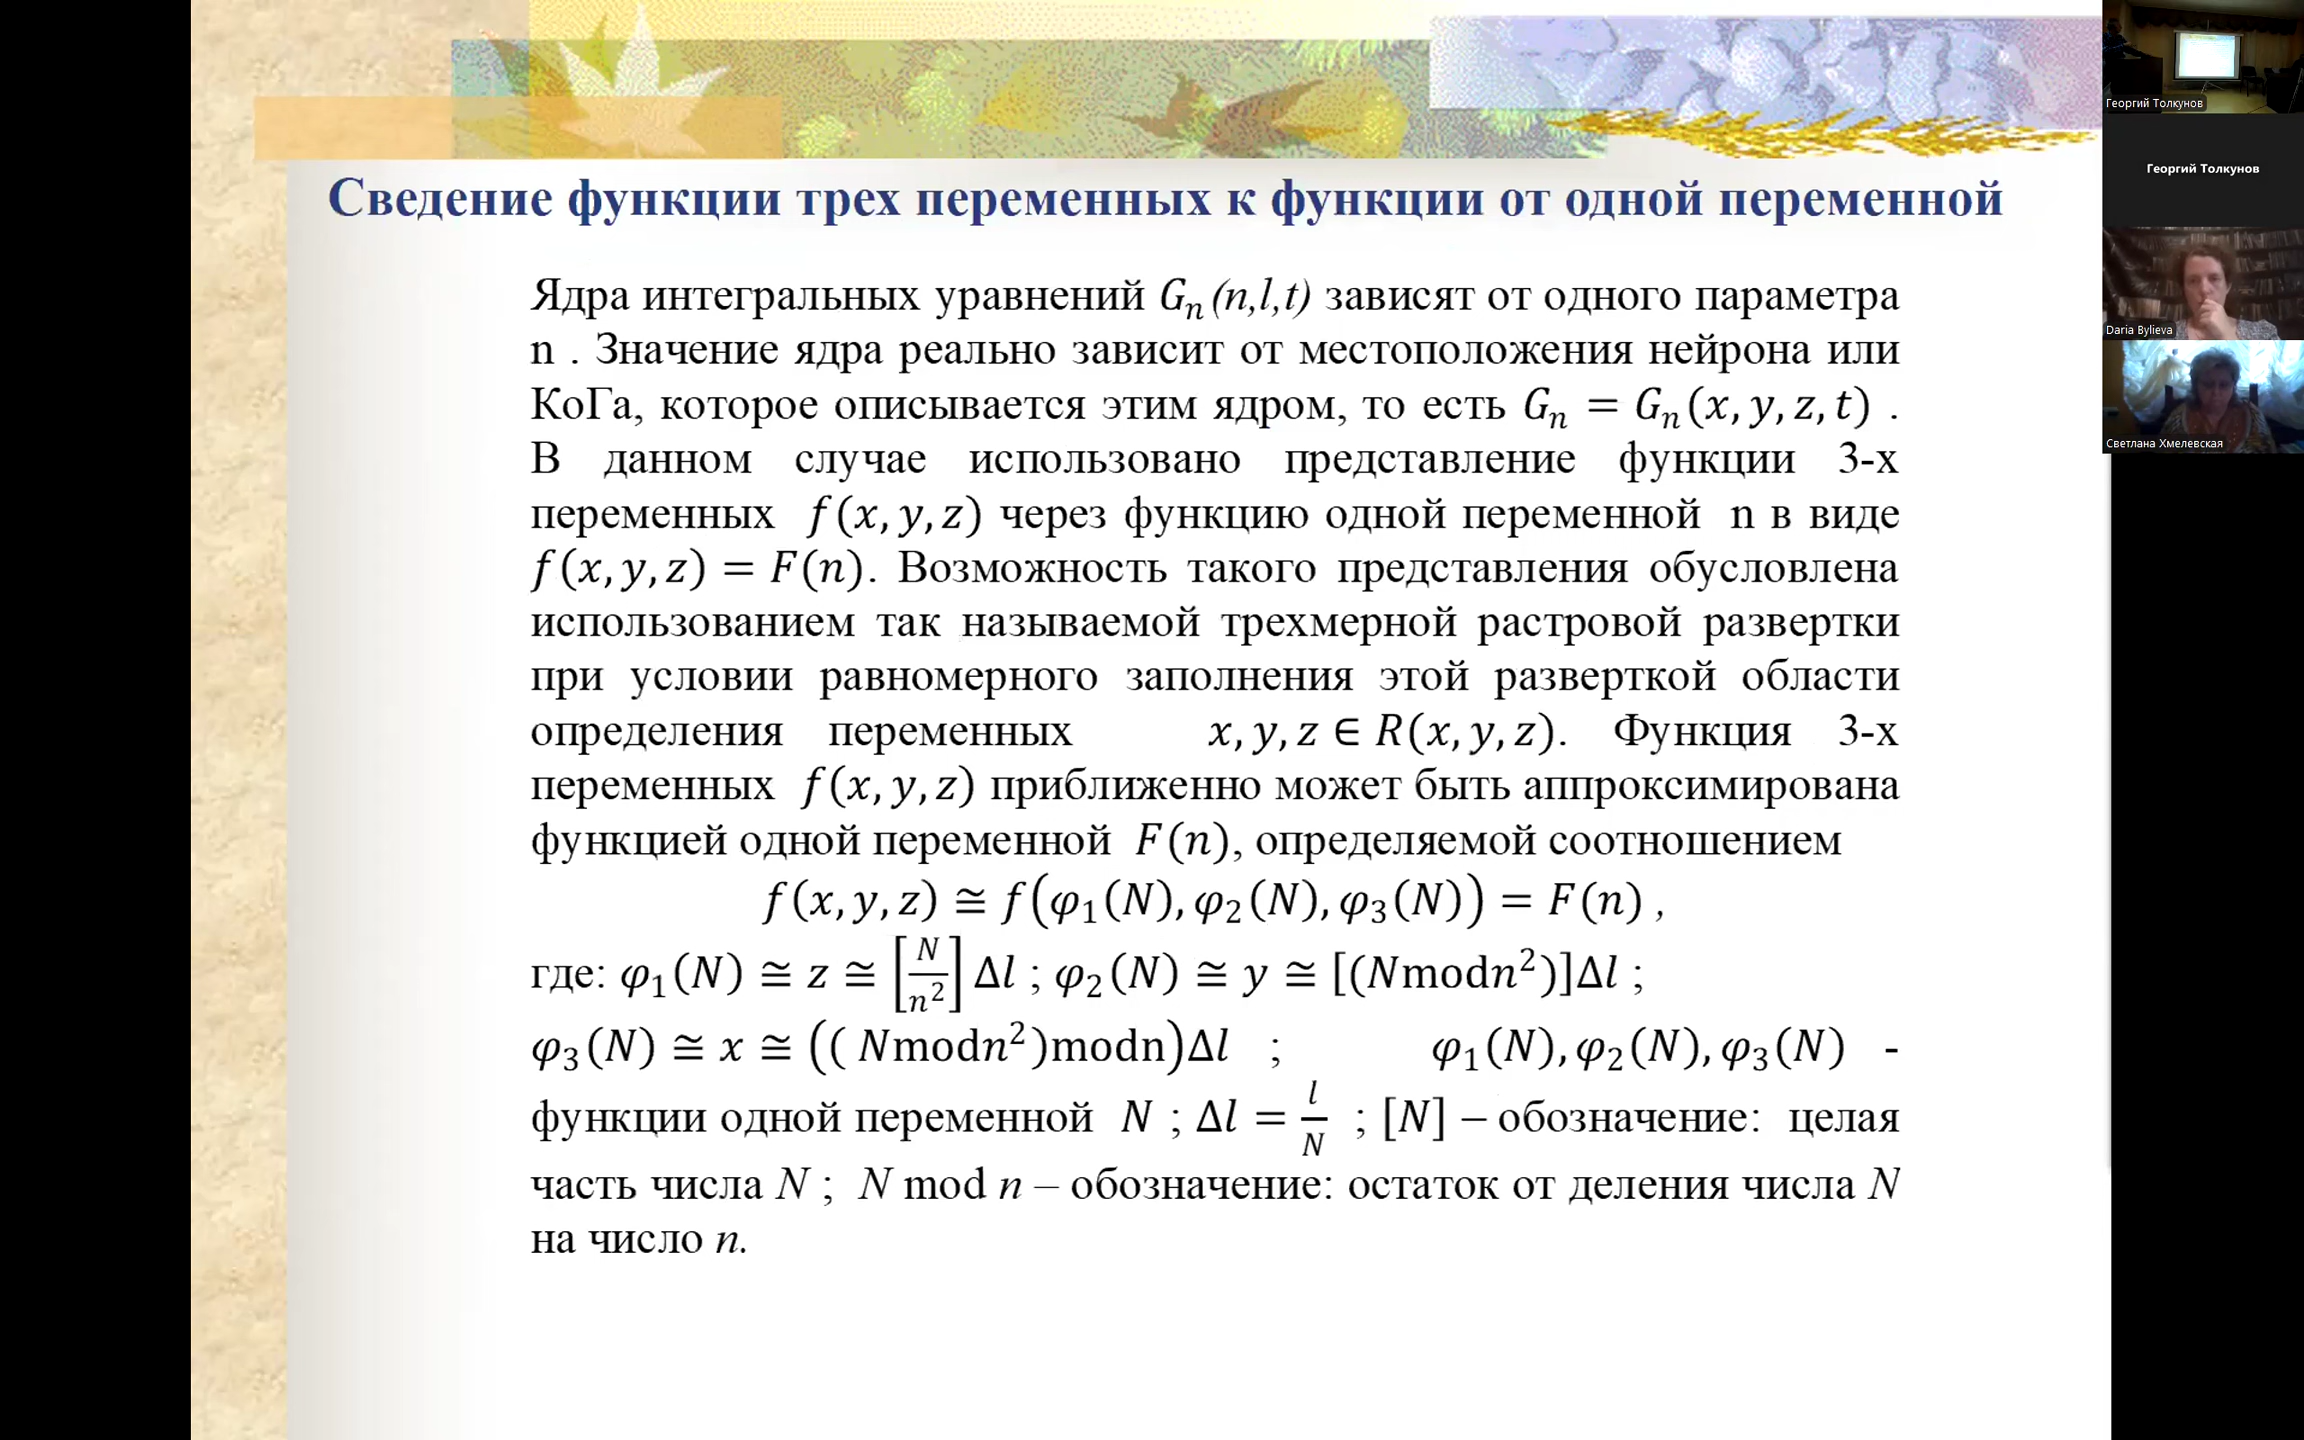 Сведение функции трех переменных к функции от одной переменной
Ядра интегральных уравнений Gₙ(n,l,t) зависят от одного параметра
n . Значение ядра реально зависит от местоположения нейрона или
КоГа, которое описывается этим ядром, то есть Gₙ = Gₙ(x, y, z, t) .
В данном случае использовано представление функции 3-х
переменных f(x, y, z) через функцию одной переменной n в виде
f(x, y, z) = F(n). Возможность такого представления обусловлена
использованием так называемой трехмерной растровой развертки
при условии равномерного заполнения этой разверткой области
определения переменных x, y, z ∈ R(x, y, z). Функция 3-х
переменных f(x, y, z) приближенно может быть аппроксимирована
функцией одной переменной F(n), определяемой соотношением
f(x, y, z) ≅ f(φ₁(N), φ₂(N), φ₃(N)) = F(n) ,
где: φ₁(N) ≅ z ≅ [N/n²] Δl ; φ₂(N) ≅ y ≅ [(Nmodn²)]Δl ;
φ₃(N) ≅ x ≅ (( Nmodn²)modn)Δl ; φ₁(N), φ₂(N), φ₃(N) -
функции одной переменной N ; Δl = l/N ; [N] – обозначение: целая
часть числа N ; N mod n – обозначение: остаток от деления числа N
на число n.
Георгий Толкунов
Георгий Толкунов
Daria Bylieva
Светлана Хмелевская